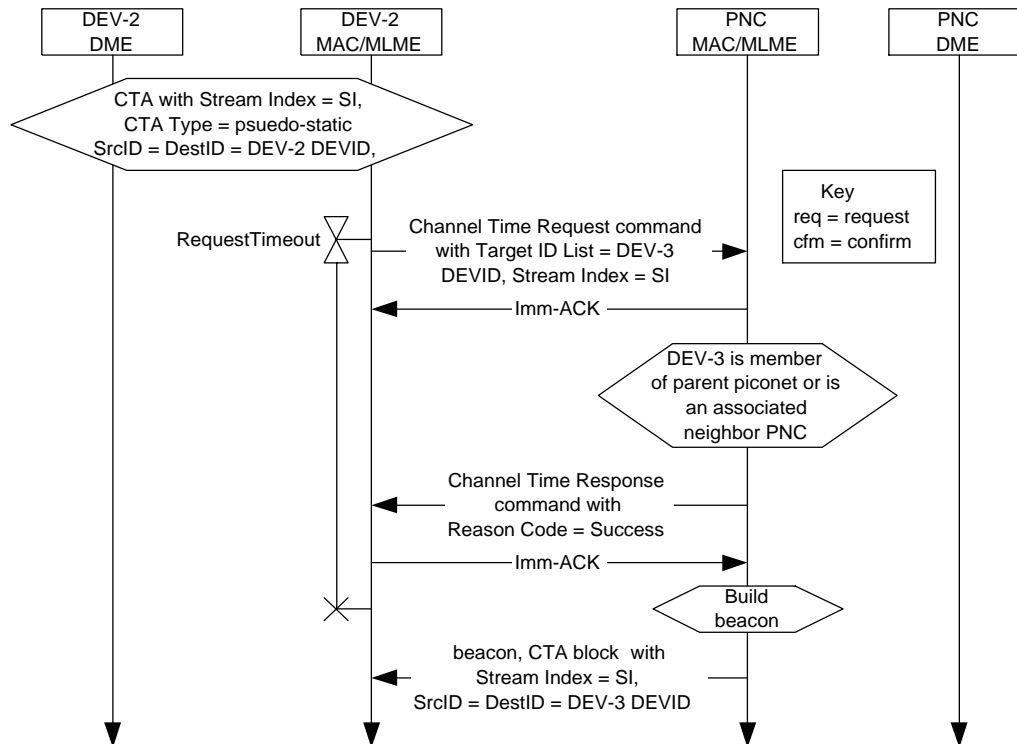 DEV-2
DME
DEV-2
MAC/MLME
PNC
MAC/MLME
PNC
DME
CTA with Stream Index = SI,
CTA Type = psuedo-static
SrcID = DestID = DEV-2 DEVID,
Key
req = request
cfm = confirm
RequestTimeout
Channel Time Request command
with Target ID List = DEV-3
DEVID, Stream Index = SI
Imm-ACK
DEV-3 is member
of parent piconet or is
an associated
neighbor PNC
Channel Time Response
command with
Reason Code = Success
Imm-ACK
Build
beacon
beacon, CTA block with
Stream Index = SI,
SrcID = DestID = DEV-3 DEVID